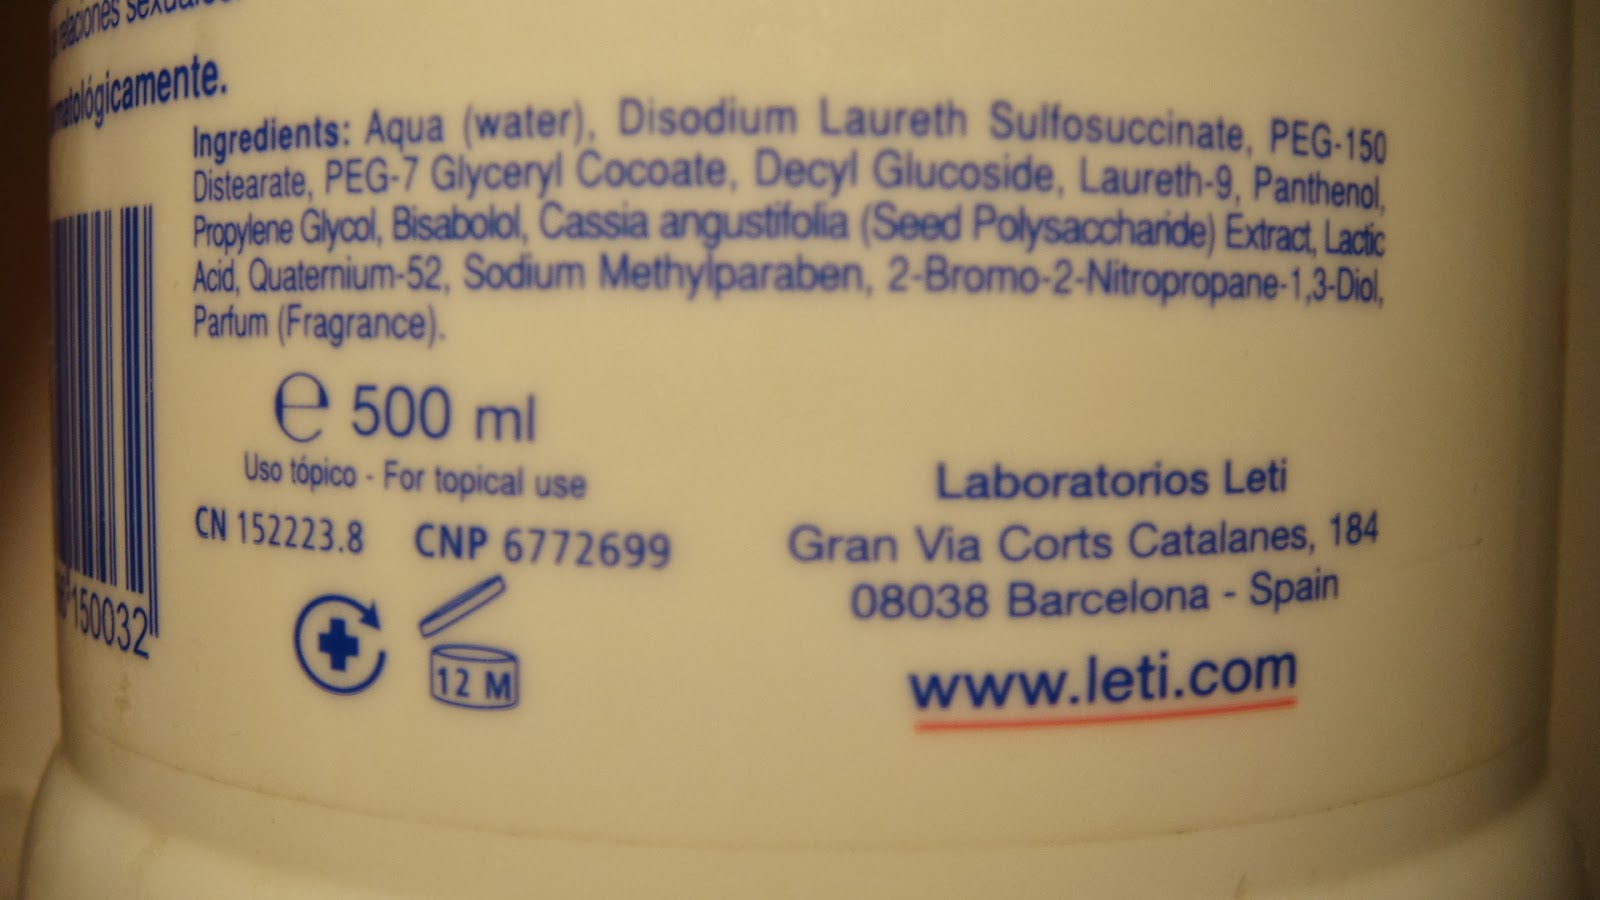 relaciones
matológicamente.
Ingredients: Aqua (water), Disodium Laureth Sulfosuccinate, PEG-150
Distearate, PEG-7 Glyceryl Cocoate, Decyl Glucoside, Laureth-9, Panthenol,
Propylene Glycol, Bisabolol, Cassia angustifolia (Seed Polysaccharide) Extract, Lactic
Acid, Quaternium-52, Sodium Methylparaben, 2-Bromo-2-Nitropropane-1,3-Diol,
Parfum (Fragrance).
℮ 500 ml
Uso tópico - For topical use
CN 152223.8 CNP 6772699
150032
12 M
Laboratorios Leti
Gran Via Corts Catalanes, 184
08038 Barcelona - Spain
www.leti.com